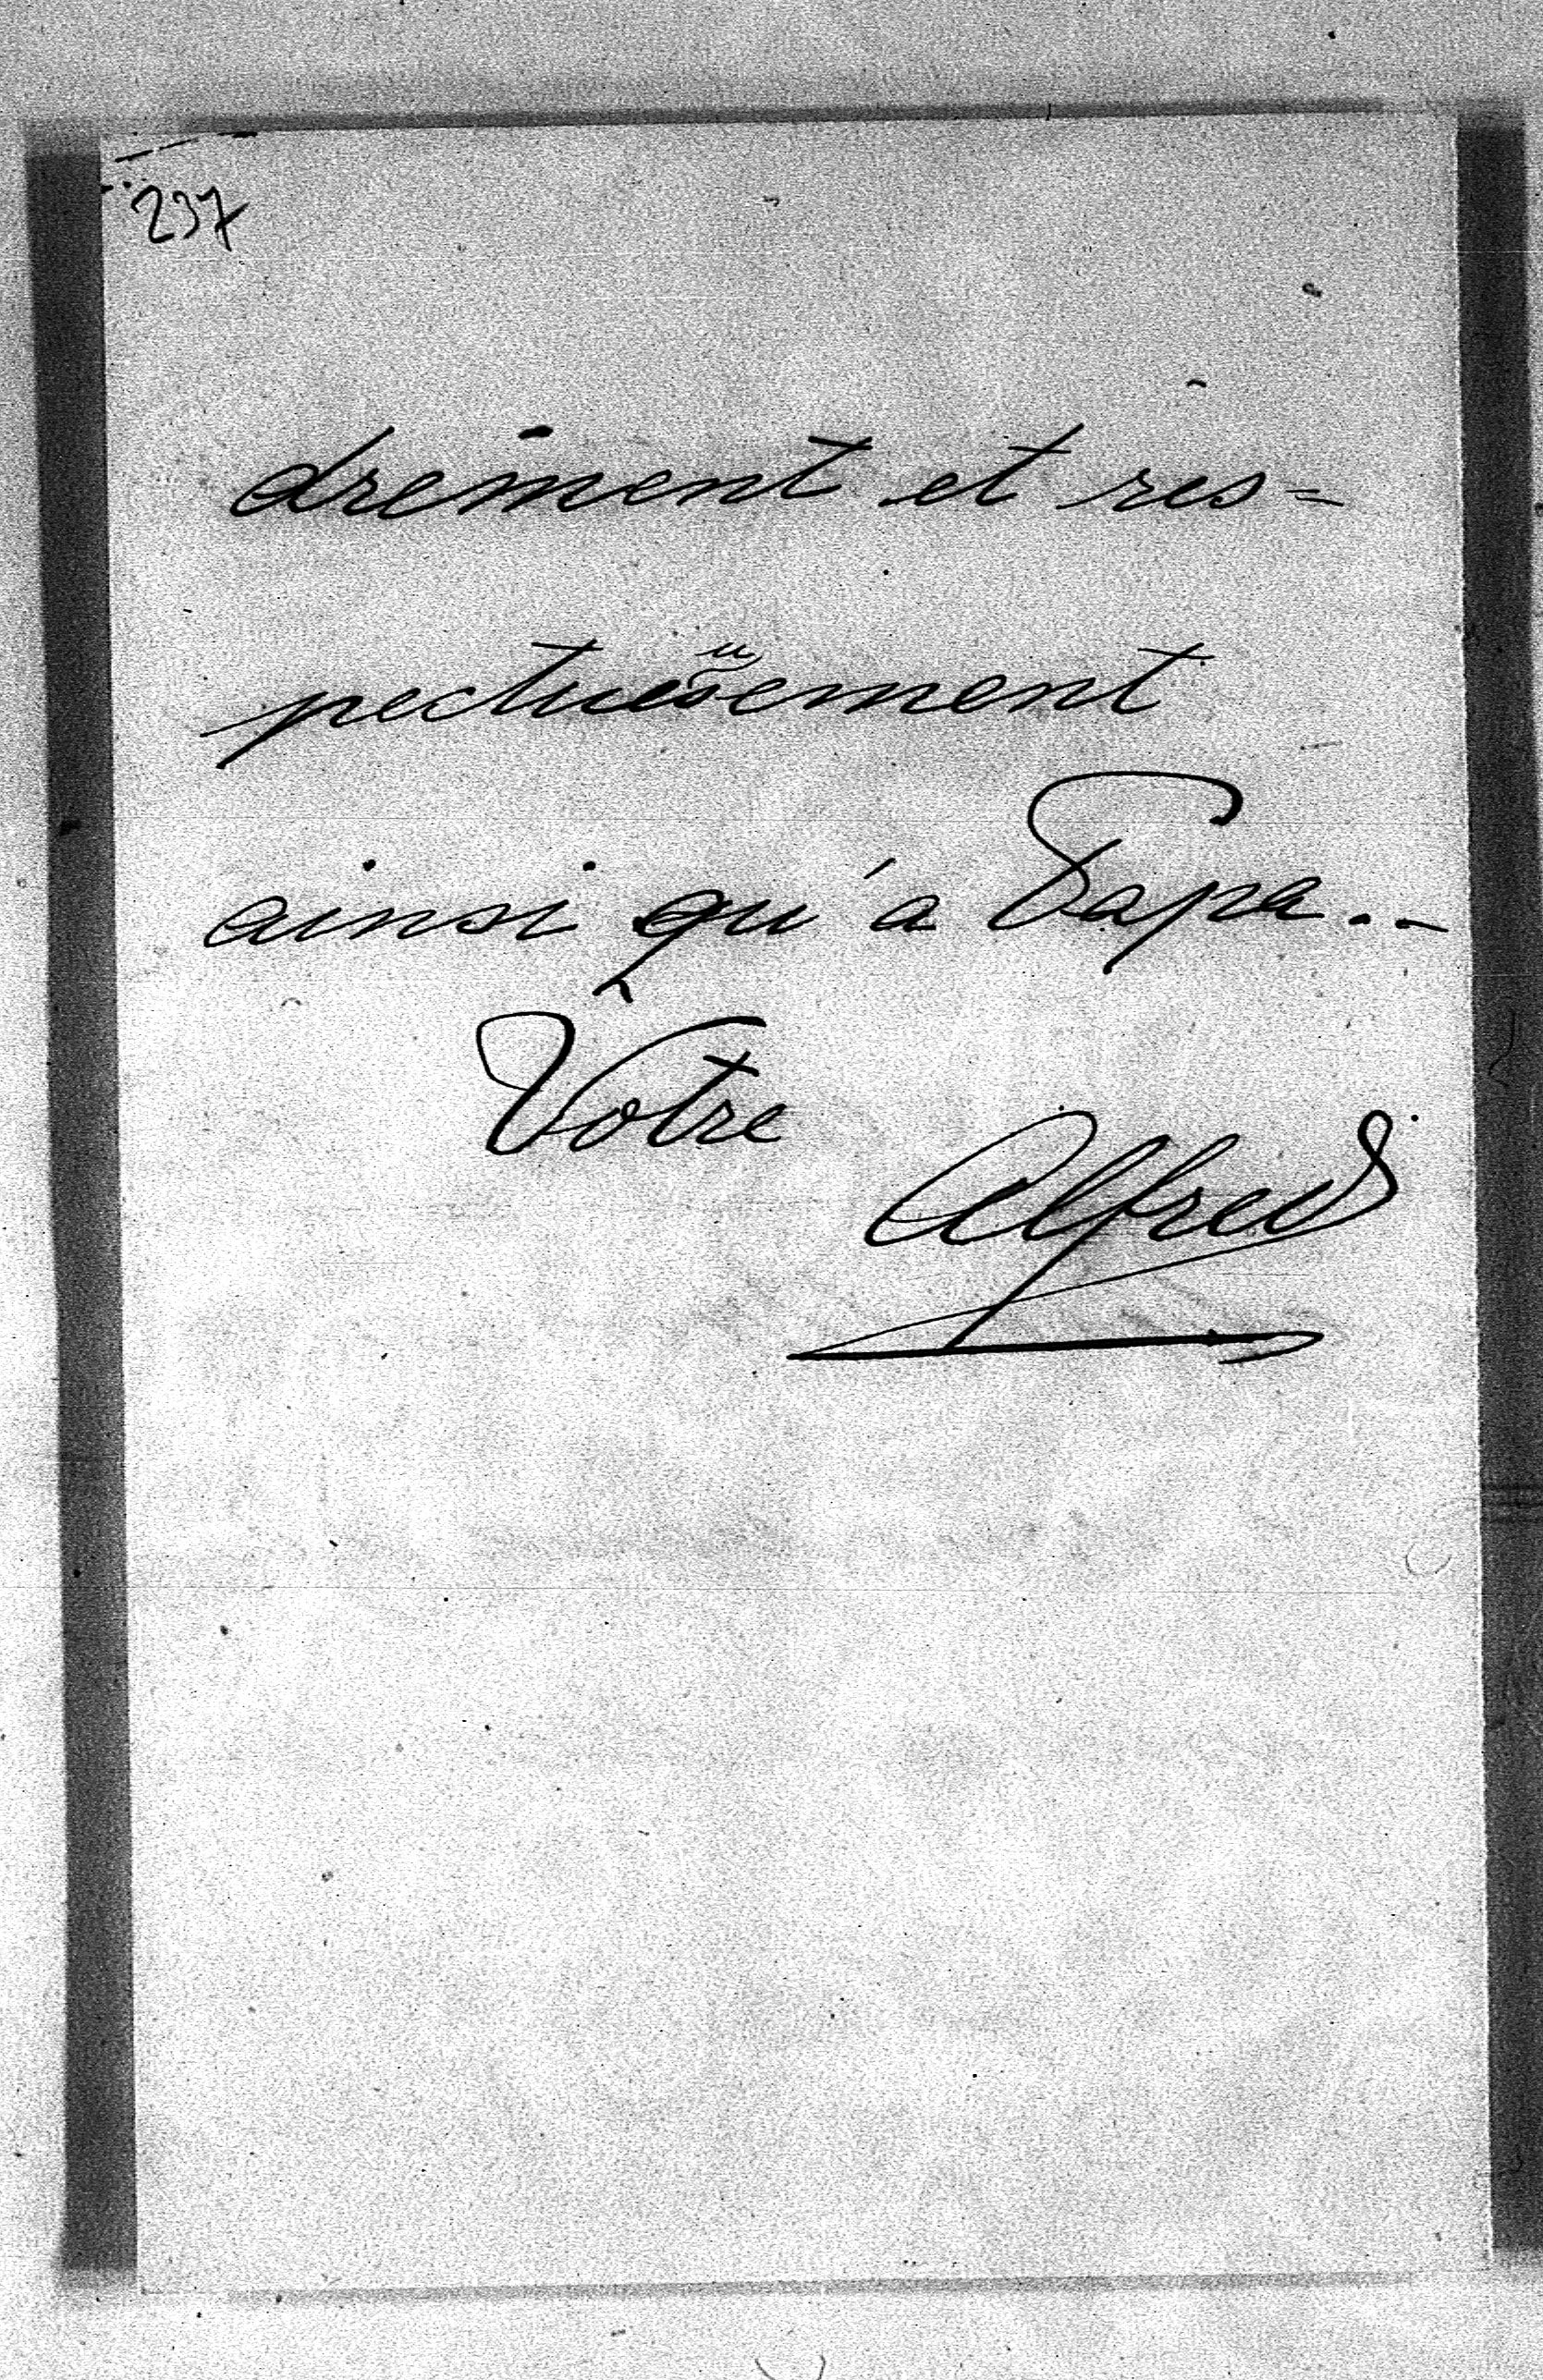 237
drement et res=
pectueusement
ainsi qu'a Papa.-
Votre
Alfred